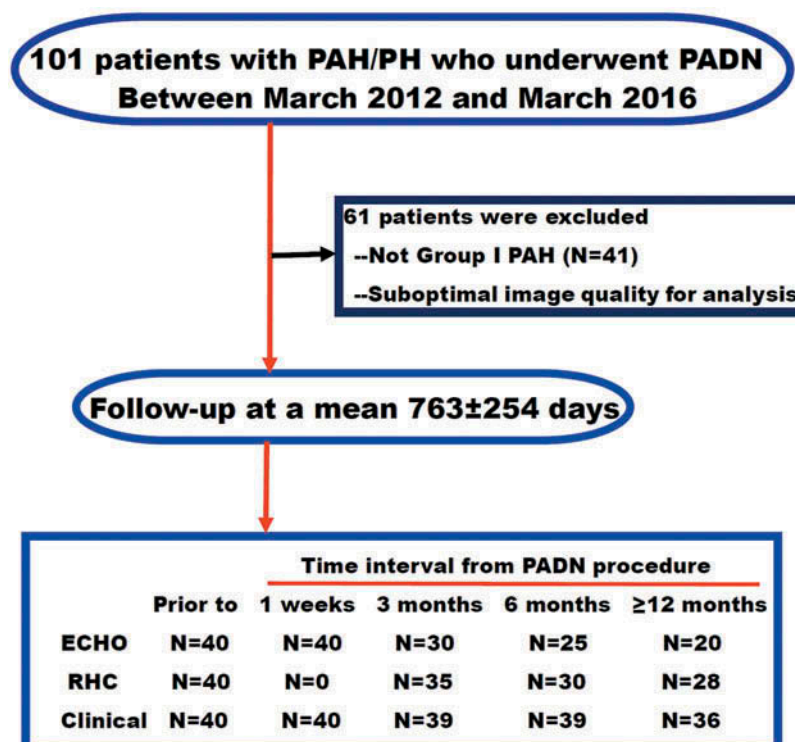 101 patients with PAH/PH who underwent PADN
Between March 2012 and March 2016
61 patients were excluded
--Not Group I PAH (N=41)
--Suboptimal image quality for analysis
Follow-up at a mean 763±254 days
Time interval from PADN procedure
Prior to 1 weeks 3 months 6 months ≥12 months
ECHO N=40 N=40 N=30 N=25 N=20
RHC N=40 N=0 N=35 N=30 N=28
Clinical N=40 N=40 N=39 N=39 N=36